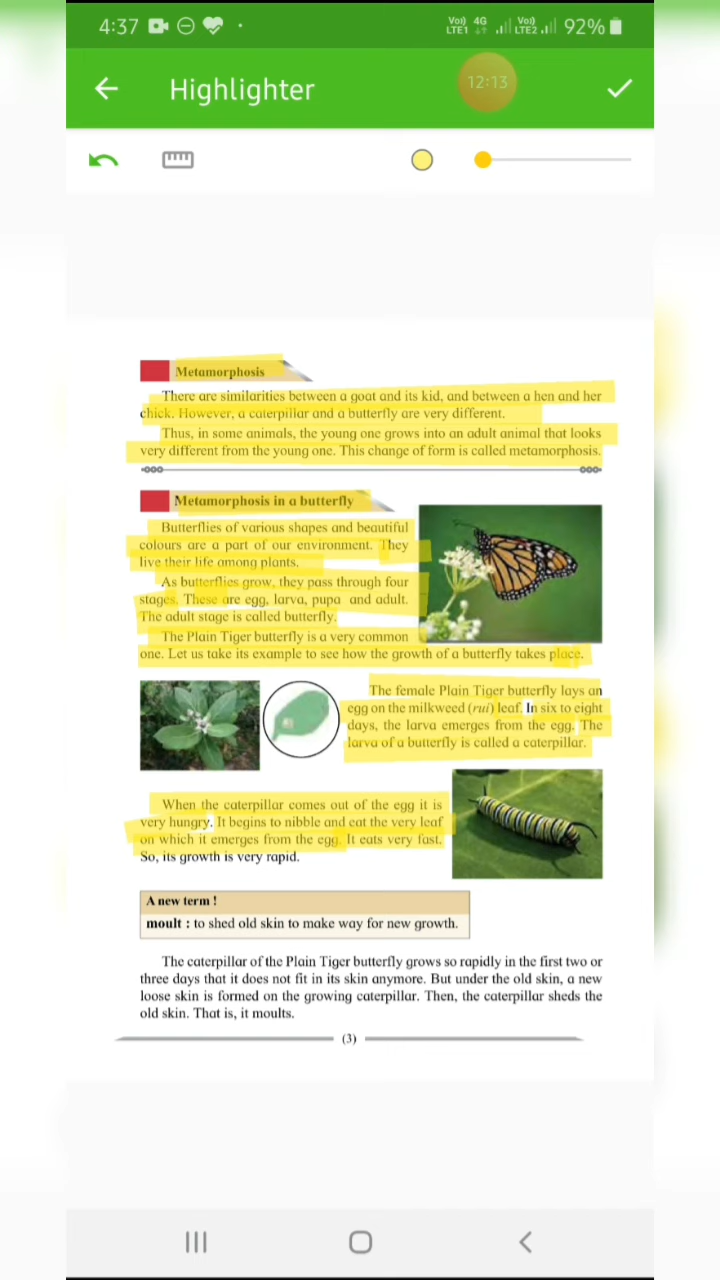 4:37
Vo)) 4G Vo))
LTE1 LTE2 92%
Highlighter
12:13
Metamorphosis
There are similarities between a goat and its kid, and between a hen and her
chick. However, a caterpillar and a butterfly are very different.
Thus, in some animals, the young one grows into an adult animal that looks
very different from the young one. This change of form is called metamorphosis.
Metamorphosis in a butterfly
Butterflies of various shapes and beautiful
colours are a part of our environment. They
live their life among plants.
As butterflies grow, they pass through four
stages. These are egg, larva, pupa and adult.
The adult stage is called butterfly.
The Plain Tiger butterfly is a very common
one. Let us take its example to see how the growth of a butterfly takes place.
The female Plain Tiger butterfly lays an
egg on the milkweed (rui) leaf. In six to eight
days, the larva emerges from the egg. The
larva of a butterfly is called a caterpillar.
When the caterpillar comes out of the egg it is
very hungry. It begins to nibble and eat the very leaf
on which it emerges from the egg. It eats very fast.
So, its growth is very rapid.
A new term !
moult : to shed old skin to make way for new growth.
The caterpillar of the Plain Tiger butterfly grows so rapidly in the first two or
three days that it does not fit in its skin anymore. But under the old skin, a new
loose skin is formed on the growing caterpillar. Then, the caterpillar sheds the
old skin. That is, it moults.
(3)